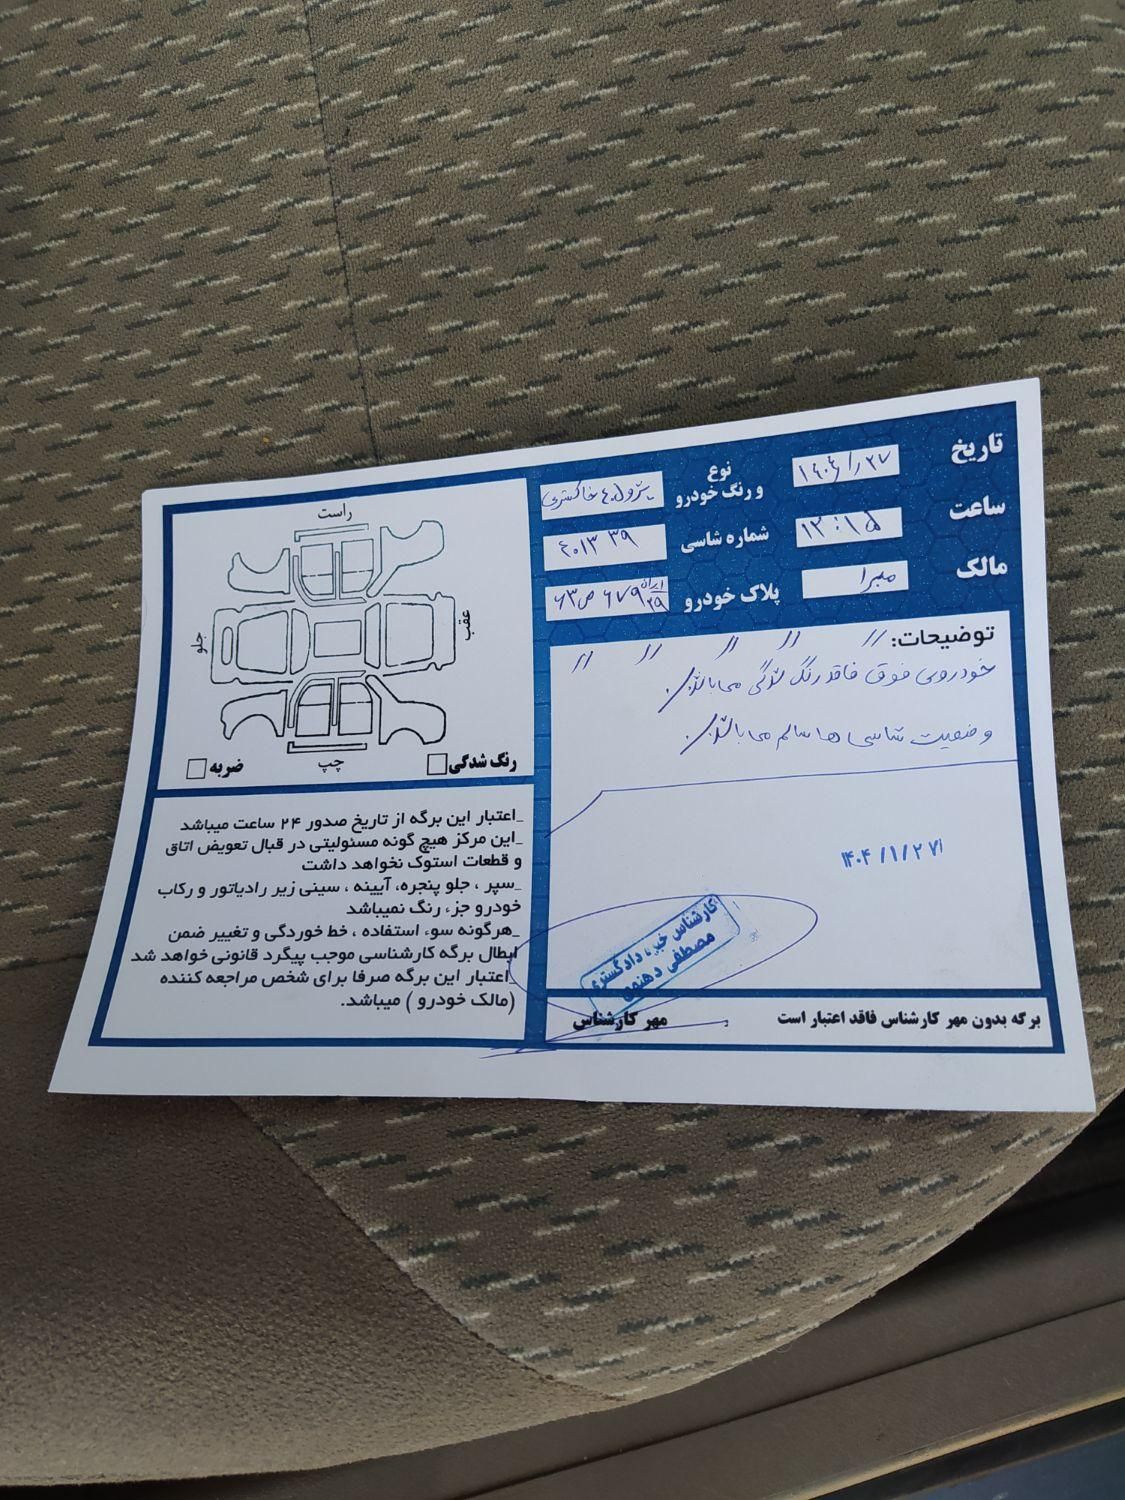 تاریخ ۱۴۰۴/۱/۲۷
نوع و رنگ خودرو پژو ۴۰۵ خاکستری
ساعت ۱۲:۱۵
شماره شاسی ۴۰۱۳۳۹
مالک میرا
پلاک خودرو ۶۳ ص ۶۷۹ ایران ۲۹
توضیحات: // // // // //
خودروی فوق فاقد رنگ شدگی می باشد.
وضعیت شاسی ها سالم می باشد.
۱۴۰۴/۱/۲۷
کارشناس خبره دادگستری
مصطفی
برگه بدون مهر کارشناس فاقد اعتبار است
مهر کارشناس
راست
جلو
عقب
چپ
رنگ شدگی
ضربه
_اعتبار این برگه از تاریخ صدور ۲۴ ساعت میباشد
_این مرکز هیچ گونه مسئولیتی در قبال تعویض اتاق
و قطعات استوک نخواهد داشت
_سپر ، جلو پنجره، آیینه ، سینی زیر رادیاتور و رکاب
خودرو جزء رنگ نمیباشد
_هرگونه سوء استفاده ، خط خوردگی و تغییر ضمن
ابطال برگه کارشناسی موجب پیگرد قانونی خواهد شد
_اعتبار این برگه صرفا برای شخص مراجعه کننده
(مالک خودرو ) میباشد.